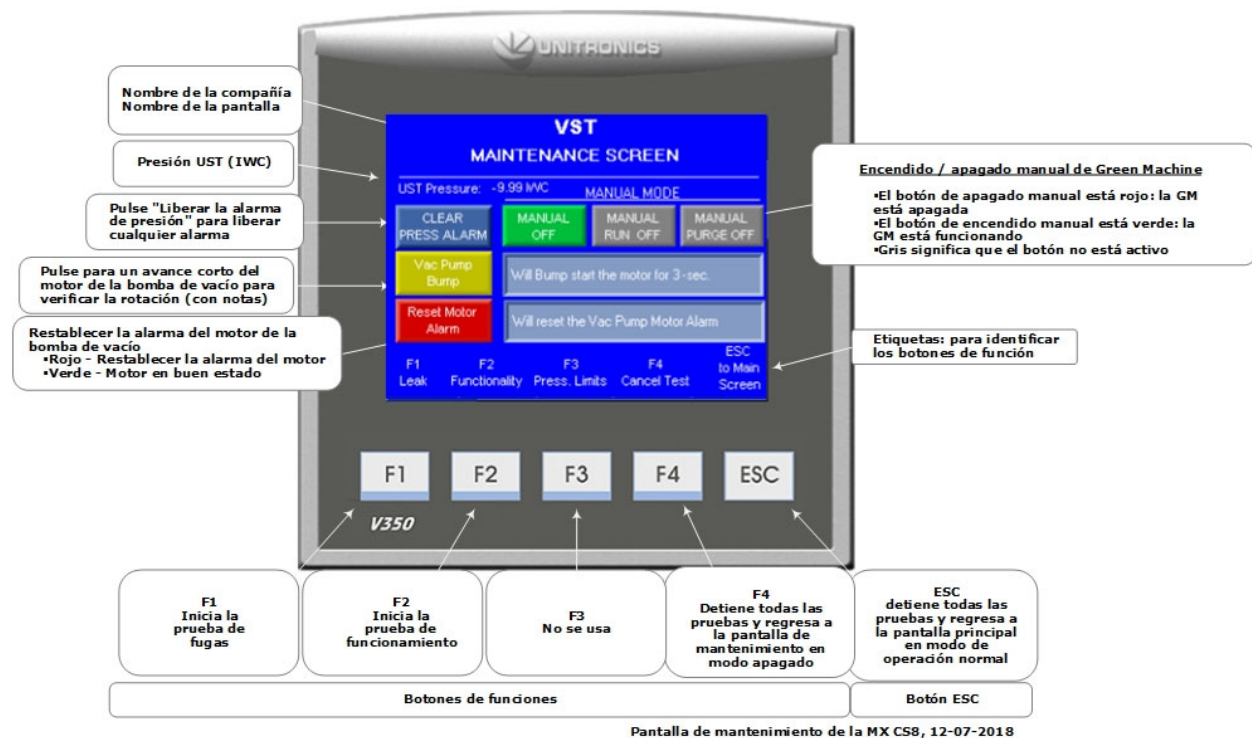 UNITRONICS
Nombre de la compañía
Nombre de la pantalla
Presión UST (IWC)
Pulse "Liberar la alarma
de presión" para liberar
cualquier alarma
Pulse para un avance corto del
motor de la bomba de vacío para
verificar la rotación (con notas)
Restablecer la alarma del motor de la
bomba de vacío
▪Rojo - Restablecer la alarma del motor
▪Verde - Motor en buen estado
VST
MAINTENANCE SCREEN
UST Pressure: -9.99 IWC
MANUAL MODE
CLEAR
PRESS ALARM
MANUAL
OFF
MANUAL
RUN OFF
MANUAL
PURGE OFF
Vac Pump
Bump
Will Bump start the motor for 3-sec.
Reset Motor
Alarm
Will reset the Vac Pump Motor Alarm
F1
Leak
F2
Functionality
F3
Press. Limits
F4
Cancel Test
ESC
to Main
Screen
Encendido / apagado manual de Green Machine
▪El botón de apagado manual está rojo: la GM
está apagada
▪El botón de encendido manual está verde: la
GM está funcionando
▪Gris significa que el botón no está activo
Etiquetas: para identificar
los botones de función
F1
F2
F3
F4
ESC
V350
F1
Inicia la
prueba de
fugas
F2
Inicia la
prueba de
funcionamiento
F3
No se usa
F4
Detiene todas las
pruebas y regresa a
la pantalla de
mantenimiento en
modo apagado
ESC
detiene todas las
pruebas y regresa a
la pantalla principal
en modo de
operación normal
Botones de funciones
Botón ESC
Pantalla de mantenimiento de la MX CS8, 12-07-2018